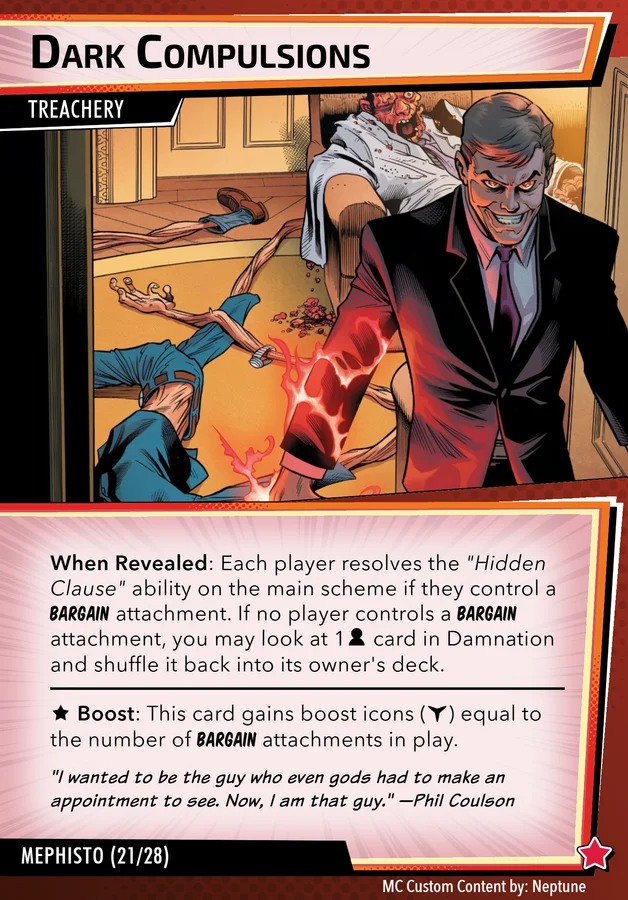 Dark Compulsions
TREACHERY
When Revealed: Each player resolves the "Hidden
Clause" ability on the main scheme if they control a
BARGAIN attachment. If no player controls a BARGAIN
attachment, you may look at 1 card in Damnation
and shuffle it back into its owner's deck.
★ Boost: This card gains boost icons ( ) equal to
the number of BARGAIN attachments in play.
"I wanted to be the guy who even gods had to make an
appointment to see. Now, I am that guy." —Phil Coulson
MEPHISTO (21/28)
MC Custom Content by: Neptune